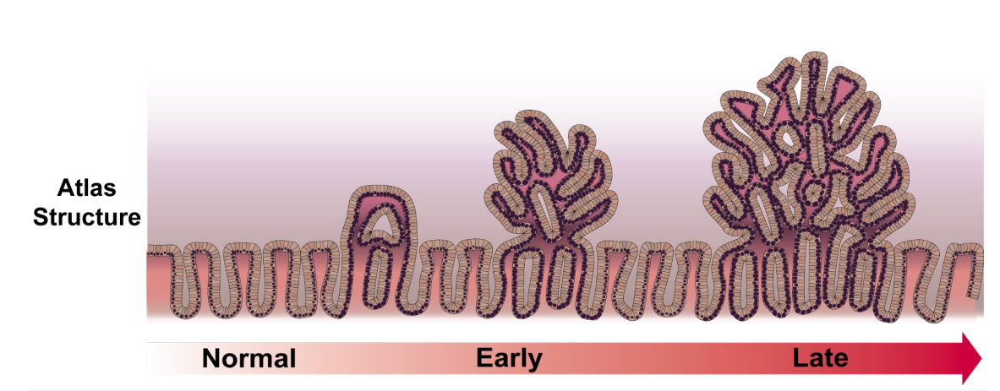 Atlas
Structure
Normal
Early
Late